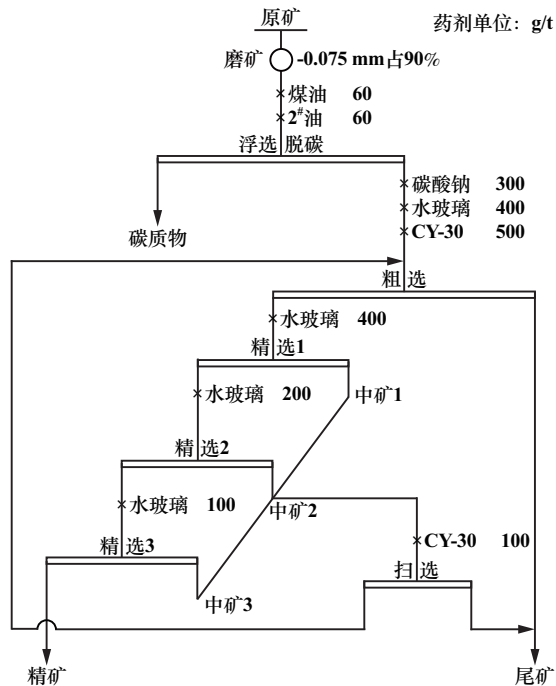 原矿
药剂单位：g/t
磨矿 -0.075 mm占90%
煤油 60
2#油 60
浮选 脱碳
碳酸钠 300
水玻璃 400
CY-30 500
碳质物
粗选
水玻璃 400
精选1
水玻璃 200
中矿1
精选2
水玻璃 100
中矿2
CY-30 100
精选3
扫选
中矿3
精矿
尾矿